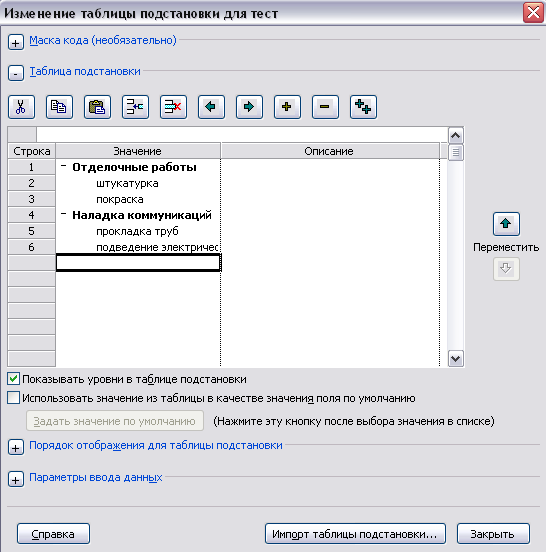 Изменение таблицы подстановки для тест
+ Маска кода (необязательно)
- Таблица подстановки
Строка Значение Описание
1 - Отделочные работы
2 штукатурка
3 покраска
4 - Наладка коммуникаций
5 прокладка труб
6 подведение электричес
Переместить
Показывать уровни в таблице подстановки
Использовать значение из таблицы в качестве значения поля по умолчанию
Задать значение по умолчанию (Нажмите эту кнопку после выбора значения в списке)
+ Порядок отображения для таблицы подстановки
+ Параметры ввода данных
Справка Импорт таблицы подстановки... Закрыть